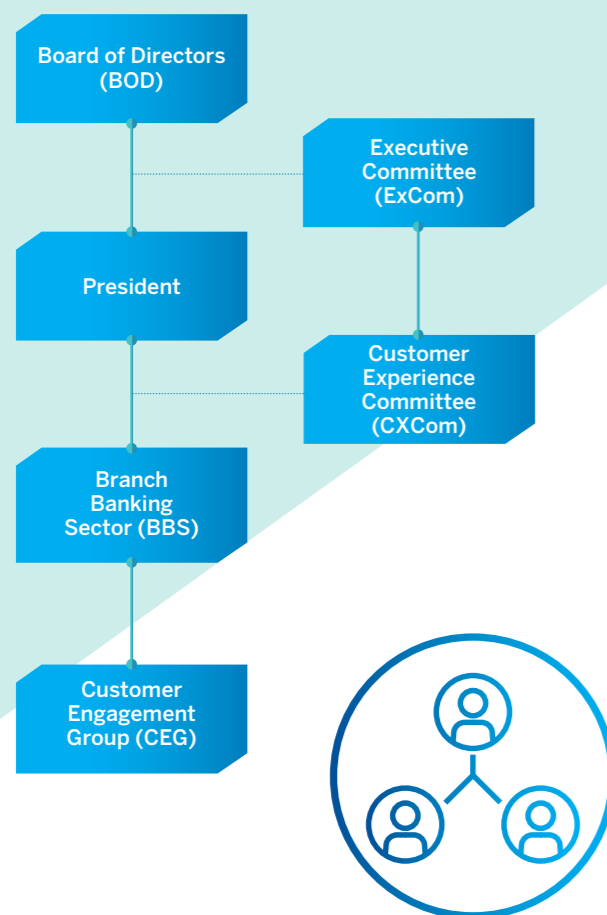 Board of Directors
(BOD)
Executive
Committee
(ExCom)
President
Customer
Experience
Committee
(CXCom)
Branch
Banking
Sector (BBS)
Customer
Engagement
Group (CEG)